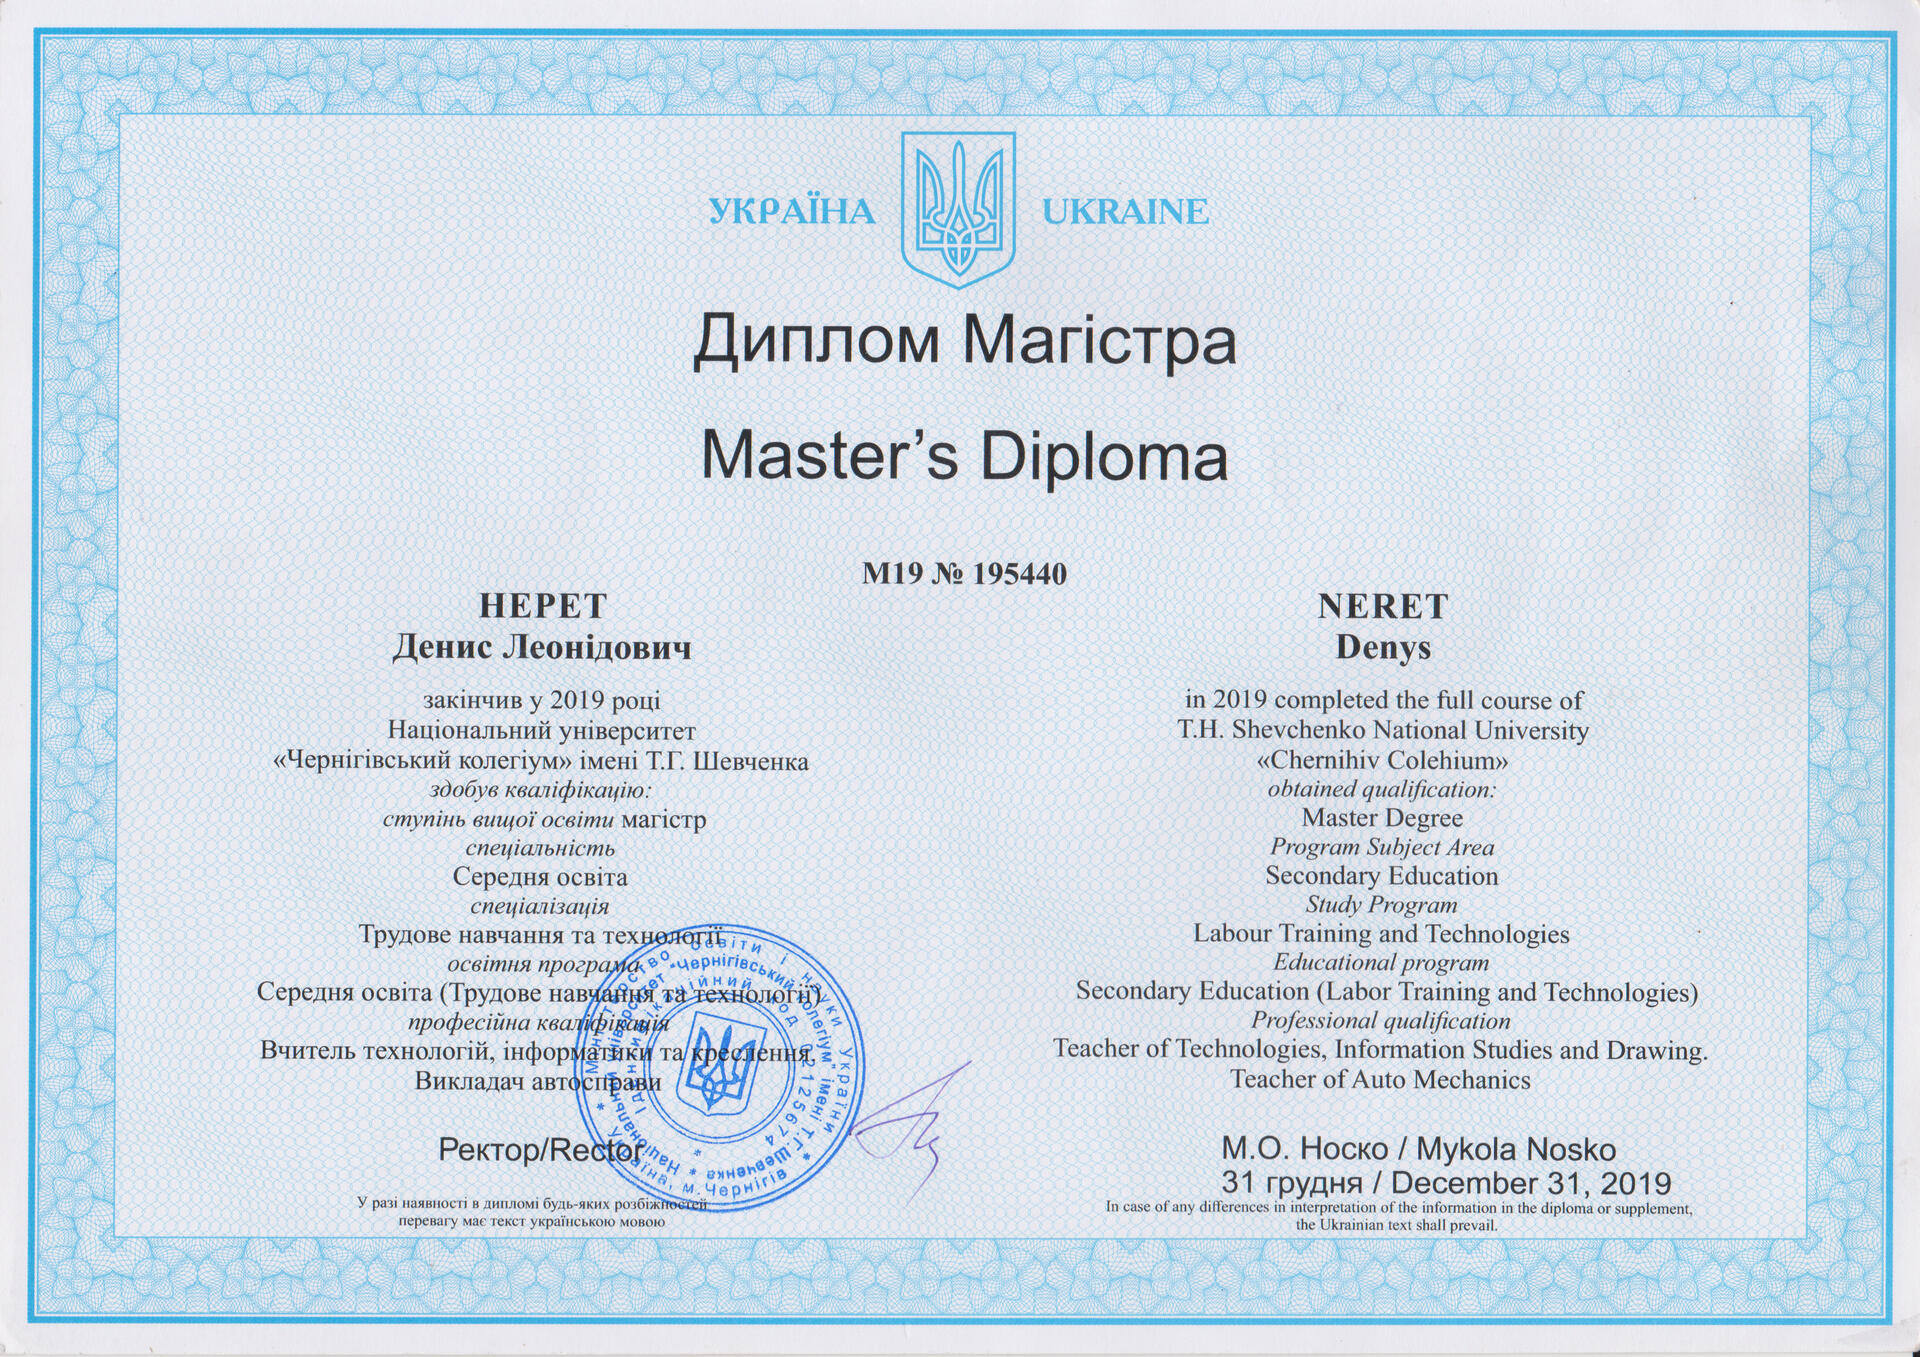 УКРАЇНА UKRAINE
Диплом Магістра
Master’s Diploma
М19 № 195440
НЕРЕТ
Денис Леонідович
закінчив у 2019 році
Національний університет
«Чернігівський колегіум» імені Т.Г. Шевченка
здобув кваліфікацію:
ступінь вищої освіти магістр
спеціальність
Середня освіта
спеціалізація
Трудове навчання та технології
освітня програма
Середня освіта (Трудове навчання та технології)
професійна кваліфікація
Вчитель технологій, інформатики та креслення.
Викладач автосправи
Ректор/Rector
У разі наявності в дипломі будь-яких розбіжностей
перевагу має текст українською мовою
NERET
Denys
in 2019 completed the full course of
T.H. Shevchenko National University
«Chernihiv Colehium»
obtained qualification:
Master Degree
Program Subject Area
Secondary Education
Study Program
Labour Training and Technologies
Educational program
Secondary Education (Labor Training and Technologies)
Professional qualification
Teacher of Technologies, Information Studies and Drawing.
Teacher of Auto Mechanics
М.О. Носко / Mykola Nosko
31 грудня / December 31, 2019
In case of any differences in interpretation of the information in the diploma or supplement,
the Ukrainian text shall prevail.
Міністерство освіти і науки України
* Україна, м.Чернігів *
Національний університет "Чернігівський колегіум" імені Т.Г.Шевченка *
Ідентифікаційний код 02125674 *